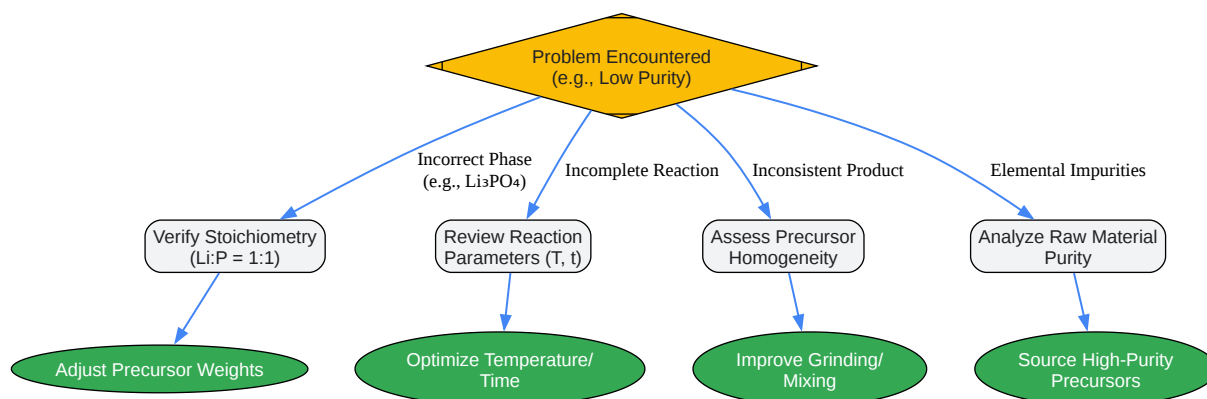 Problem Encountered
(e.g., Low Purity)
Incorrect Phase
(e.g., Li₃PO₄)
Incomplete Reaction
Inconsistent Product
Elemental Impurities
Verify Stoichiometry
(Li:P = 1:1)
Review Reaction
Parameters (T, t)
Assess Precursor
Homogeneity
Analyze Raw Material
Purity
Adjust Precursor Weights
Optimize Temperature/
Time
Improve Grinding/
Mixing
Source High-Purity
Precursors